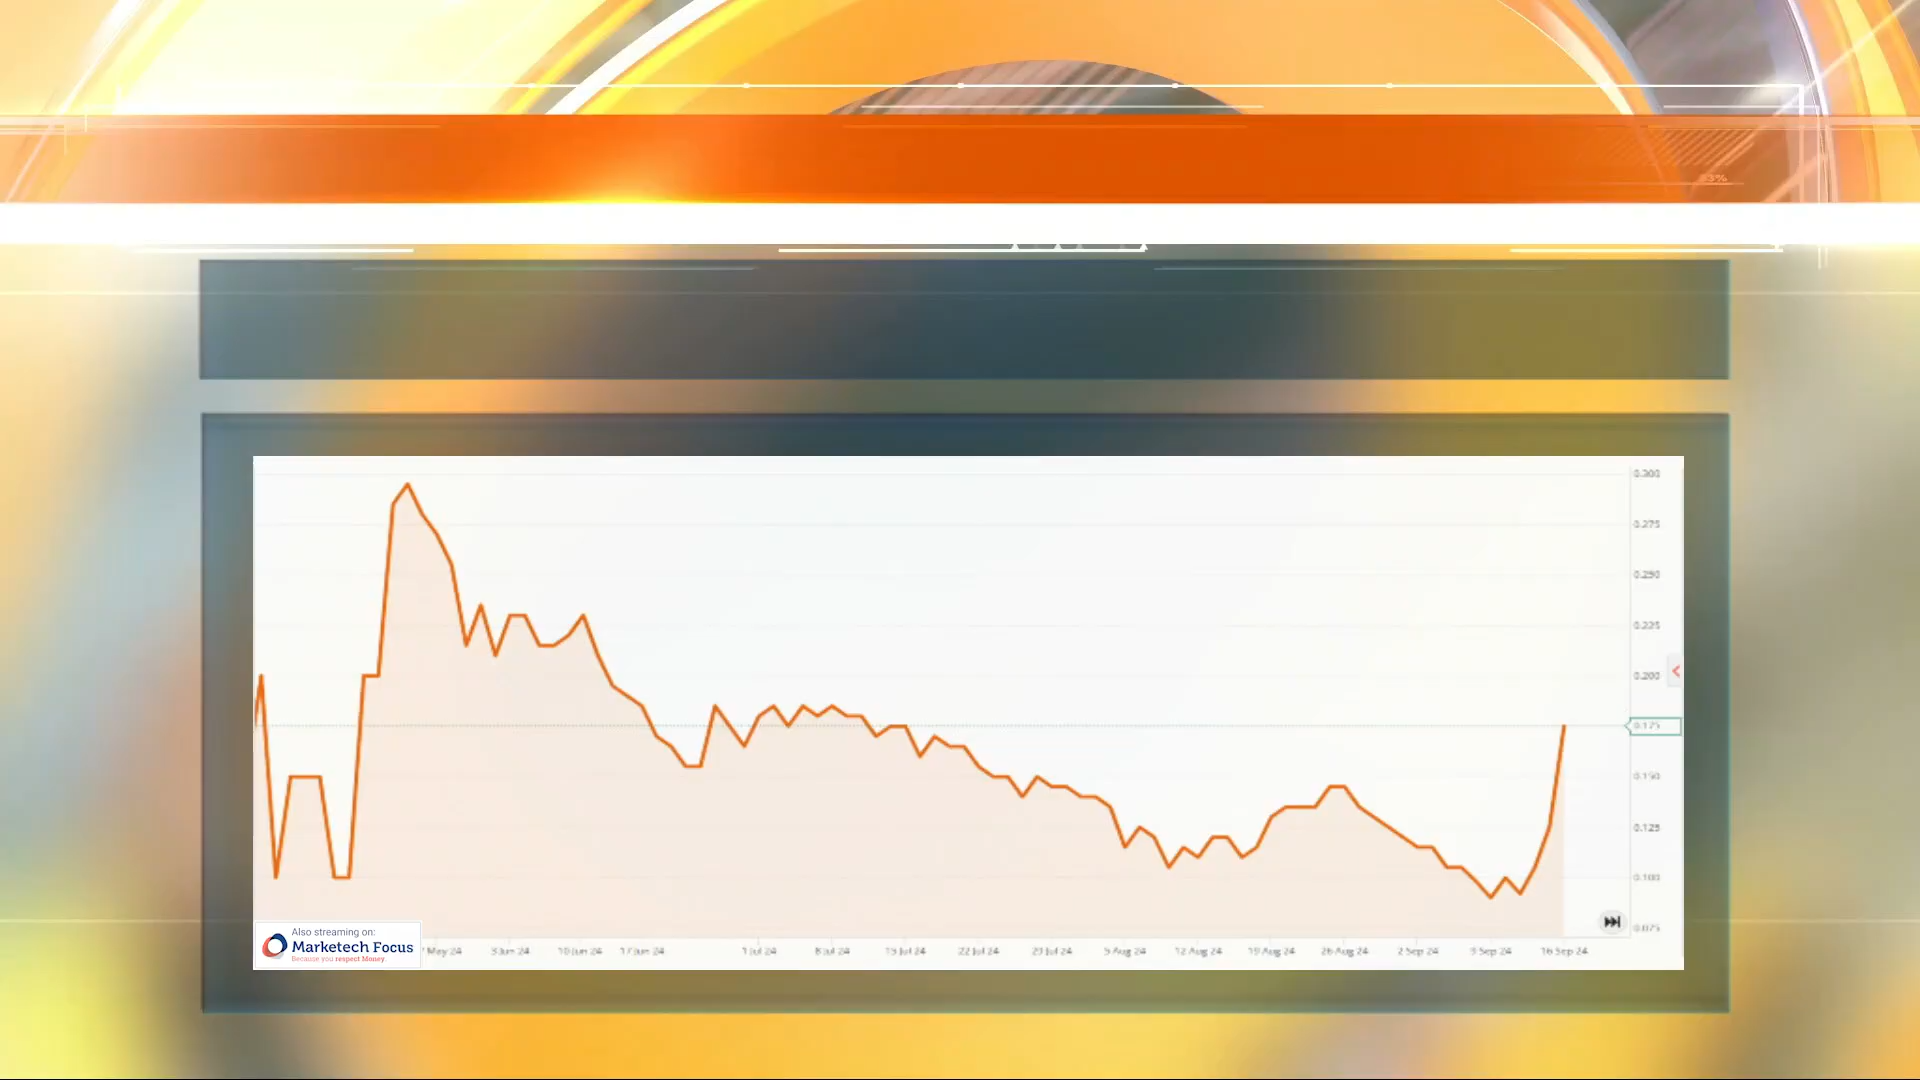 0.300
0.275
0.250
0.225
0.200
0.175
0.150
0.125
0.100
0.075
Also streaming on:
Marketech Focus
Because you respect Money.
May 24
3 Jun 24
10 Jun 24
17 Jun 24
1 Jul 24
8 Jul 24
15 Jul 24
22 Jul 24
29 Jul 24
5 Aug 24
12 Aug 24
19 Aug 24
26 Aug 24
2 Sep 24
9 Sep 24
16 Sep 24